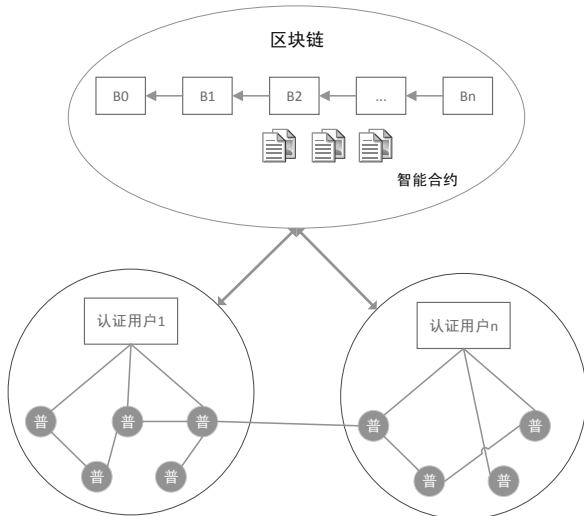 区块链
B0 B1 B2 ... Bn
智能合约
认证用户1 认证用户n
普 普 普 普 普
普 普 普 普